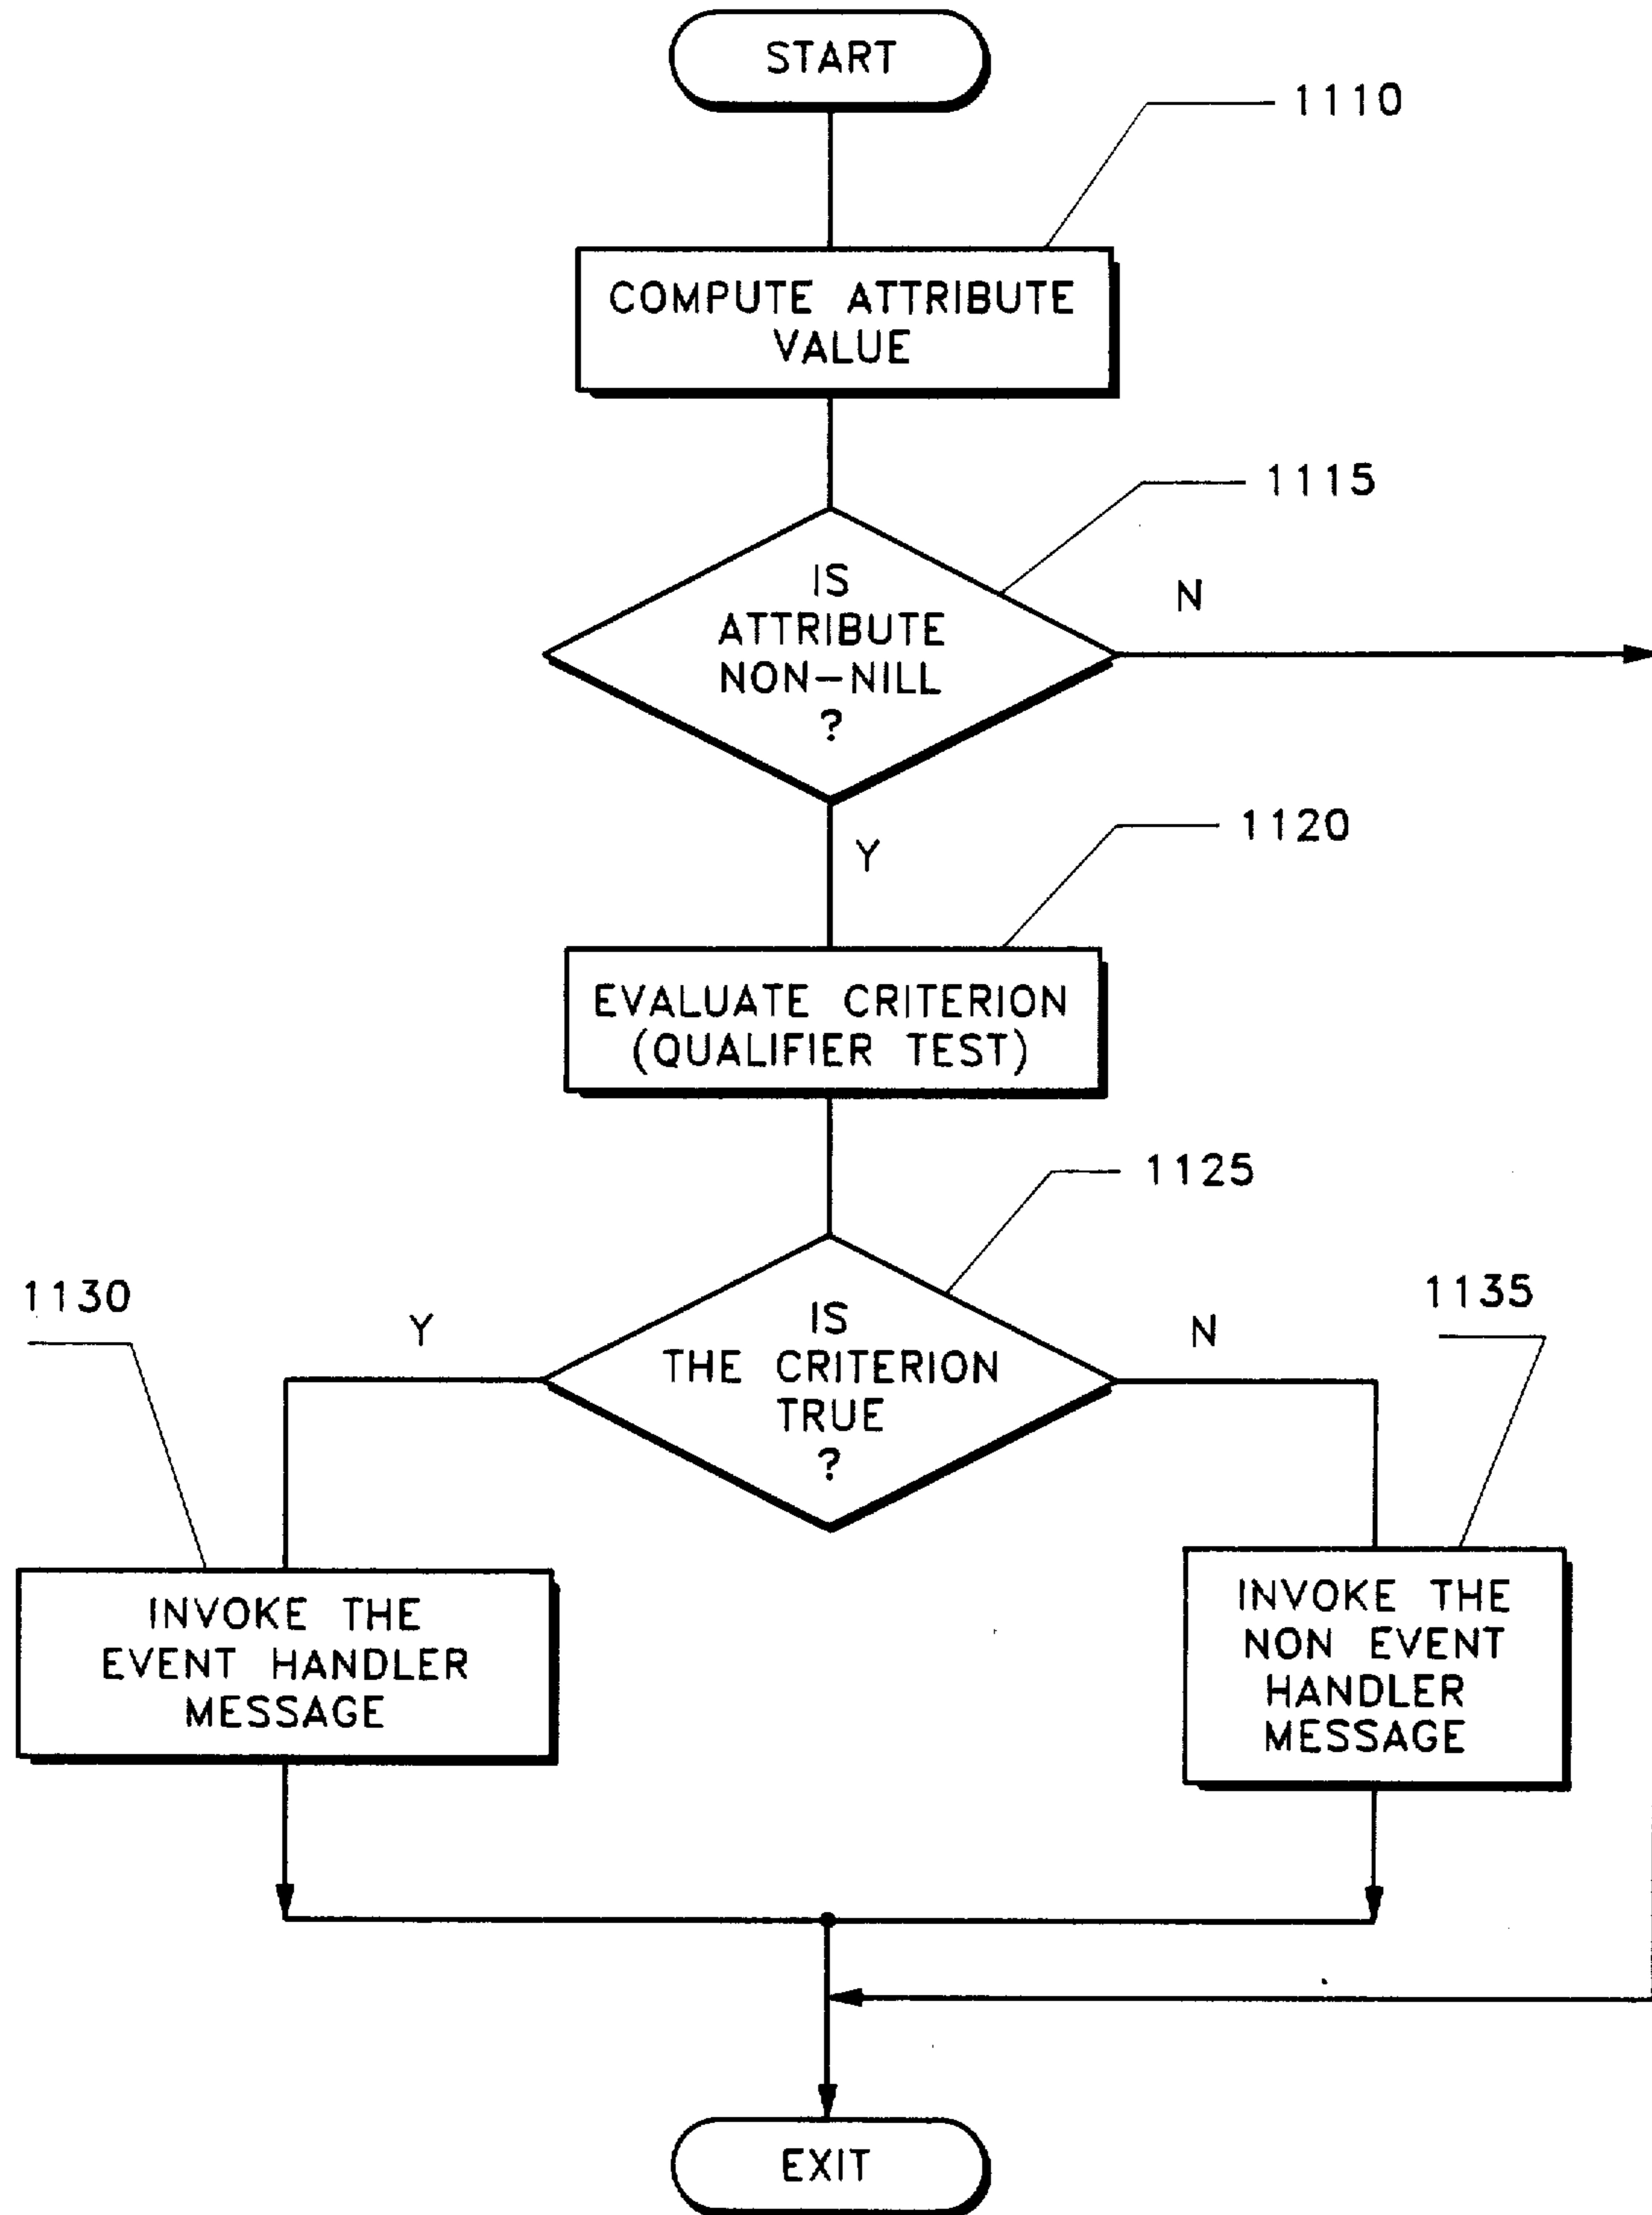 START
1110
COMPUTE ATTRIBUTE
VALUE
1115
IS
ATTRIBUTE
NON-NILL
?
N
Y
1120
EVALUATE CRITERION
(QUALIFIER TEST)
1125
IS
THE CRITERION
TRUE
?
Y
N
1130
1135
INVOKE THE
EVENT HANDLER
MESSAGE
INVOKE THE
NON EVENT
HANDLER
MESSAGE
EXIT